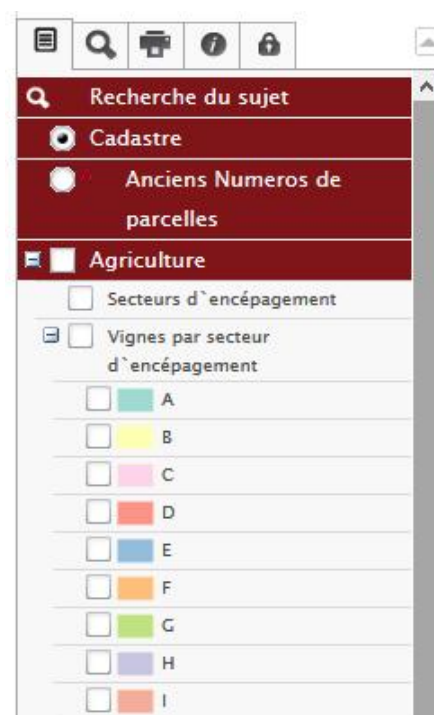 Recherche du sujet
Cadastre
Anciens Numeros de
parcelles
Agriculture
Secteurs d`encépagement
Vignes par secteur
d`encépagement
A
B
C
D
E
F
G
H
I